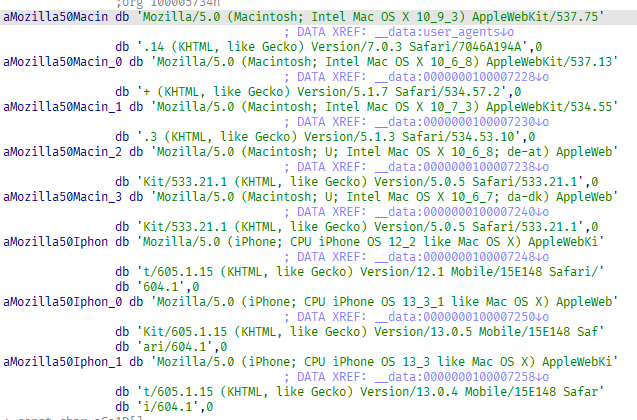 ;org 100005734h
aMozilla50Macin db 'Mozilla/5.0 (Macintosh; Intel Mac OS X 10_9_3) AppleWebKit/537.75'
; DATA XREF: __data:user_agents↓o
db '.14 (KHTML, like Gecko) Version/7.0.3 Safari/7046A194A',0
aMozilla50Macin_0 db 'Mozilla/5.0 (Macintosh; Intel Mac OS X 10_6_8) AppleWebKit/537.13'
; DATA XREF: __data:0000000100007228↓o
db '+ (KHTML, like Gecko) Version/5.1.7 Safari/534.57.2',0
aMozilla50Macin_1 db 'Mozilla/5.0 (Macintosh; Intel Mac OS X 10_7_3) AppleWebKit/534.55'
; DATA XREF: __data:0000000100007230↓o
db '.3 (KHTML, like Gecko) Version/5.1.3 Safari/534.53.10',0
aMozilla50Macin_2 db 'Mozilla/5.0 (Macintosh; U; Intel Mac OS X 10_6_8; de-at) AppleWeb'
; DATA XREF: __data:0000000100007238↓o
db 'Kit/533.21.1 (KHTML, like Gecko) Version/5.0.5 Safari/533.21.1',0
aMozilla50Macin_3 db 'Mozilla/5.0 (Macintosh; U; Intel Mac OS X 10_6_7; da-dk) AppleWeb'
; DATA XREF: __data:0000000100007240↓o
db 'Kit/533.21.1 (KHTML, like Gecko) Version/5.0.5 Safari/533.21.1',0
aMozilla50Iphon db 'Mozilla/5.0 (iPhone; CPU iPhone OS 12_2 like Mac OS X) AppleWebKi'
; DATA XREF: __data:0000000100007248↓o
db 't/605.1.15 (KHTML, like Gecko) Version/12.1 Mobile/15E148 Safari/'
db '604.1',0
aMozilla50Iphon_0 db 'Mozilla/5.0 (iPhone; CPU iPhone OS 13_3_1 like Mac OS X) AppleWeb'
; DATA XREF: __data:0000000100007250↓o
db 'Kit/605.1.15 (KHTML, like Gecko) Version/13.0.5 Mobile/15E148 Saf'
db 'ari/604.1',0
aMozilla50Iphon_1 db 'Mozilla/5.0 (iPhone; CPU iPhone OS 13_3 like Mac OS X) AppleWebKi'
; DATA XREF: __data:0000000100007258↓o
db 't/605.1.15 (KHTML, like Gecko) Version/13.0.4 Mobile/15E148 Safar'
db 'i/604.1',0